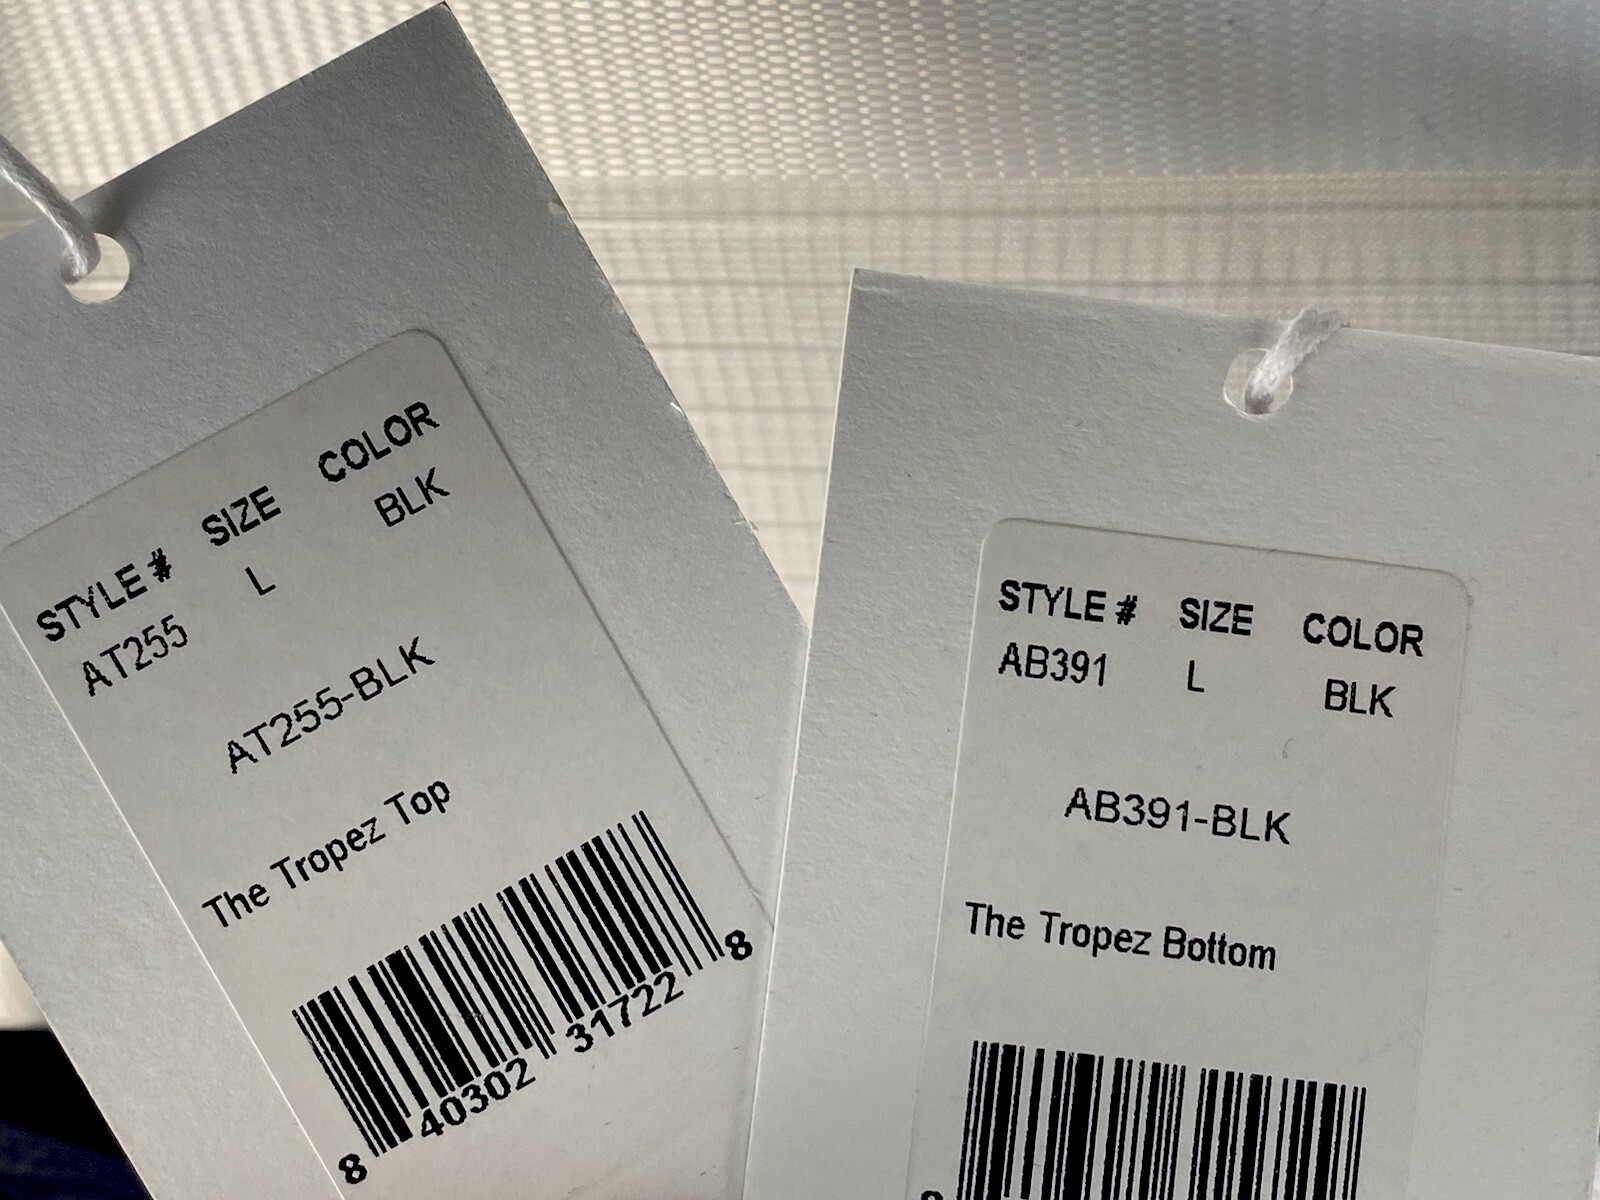 STYLE # SIZE COLOR
AT255 L BLK
AT255-BLK
The Tropez Top
8 40302 31722 8
STYLE # SIZE COLOR
AB391 L BLK
AB391-BLK
The Tropez Bottom